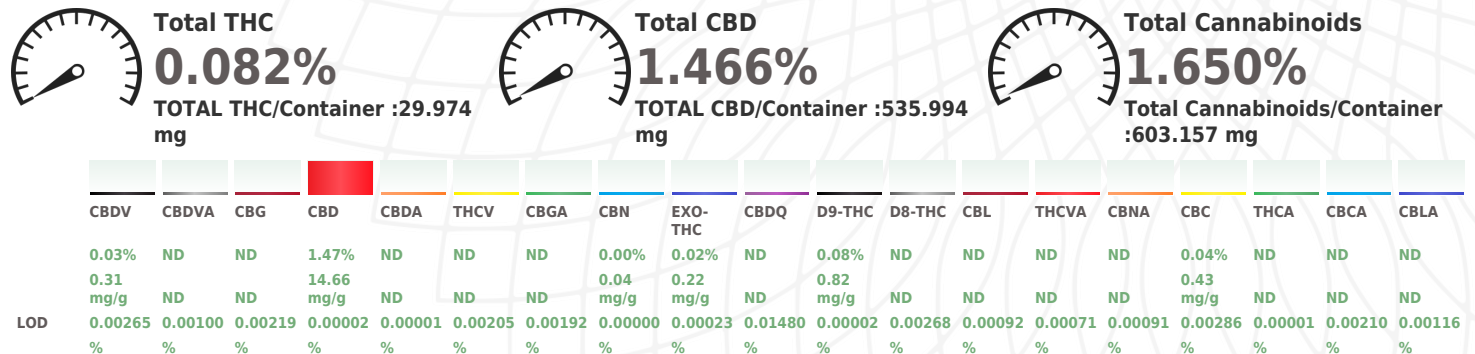 Total THC
0.082%
TOTAL THC/Container :29.974
mg
Total CBD
1.466%
TOTAL CBD/Container :535.994
mg
Total Cannabinoids
1.650%
Total Cannabinoids/Container
:603.157 mg
CBDV CBDVA CBG CBD CBDA THCV CBGA CBN EXO- CBDQ D9-THC D8-THC CBL THCVA CBNA CBC THCA CBCA CBLA
THC
0.03% ND ND 1.47% ND ND ND 0.00% 0.02% ND 0.08% ND ND ND ND 0.04% ND ND ND
0.31 14.66 0.04 0.22 0.82 0.43
mg/g ND ND mg/g ND ND ND mg/g mg/g ND mg/g ND ND ND ND mg/g ND ND ND
LOD 0.00265 0.00100 0.00219 0.00002 0.00001 0.00205 0.00192 0.00000 0.00023 0.01480 0.00002 0.00268 0.00092 0.00071 0.00091 0.00286 0.00001 0.00210 0.00116
% % % % % % % % % % % % % % % % % % %